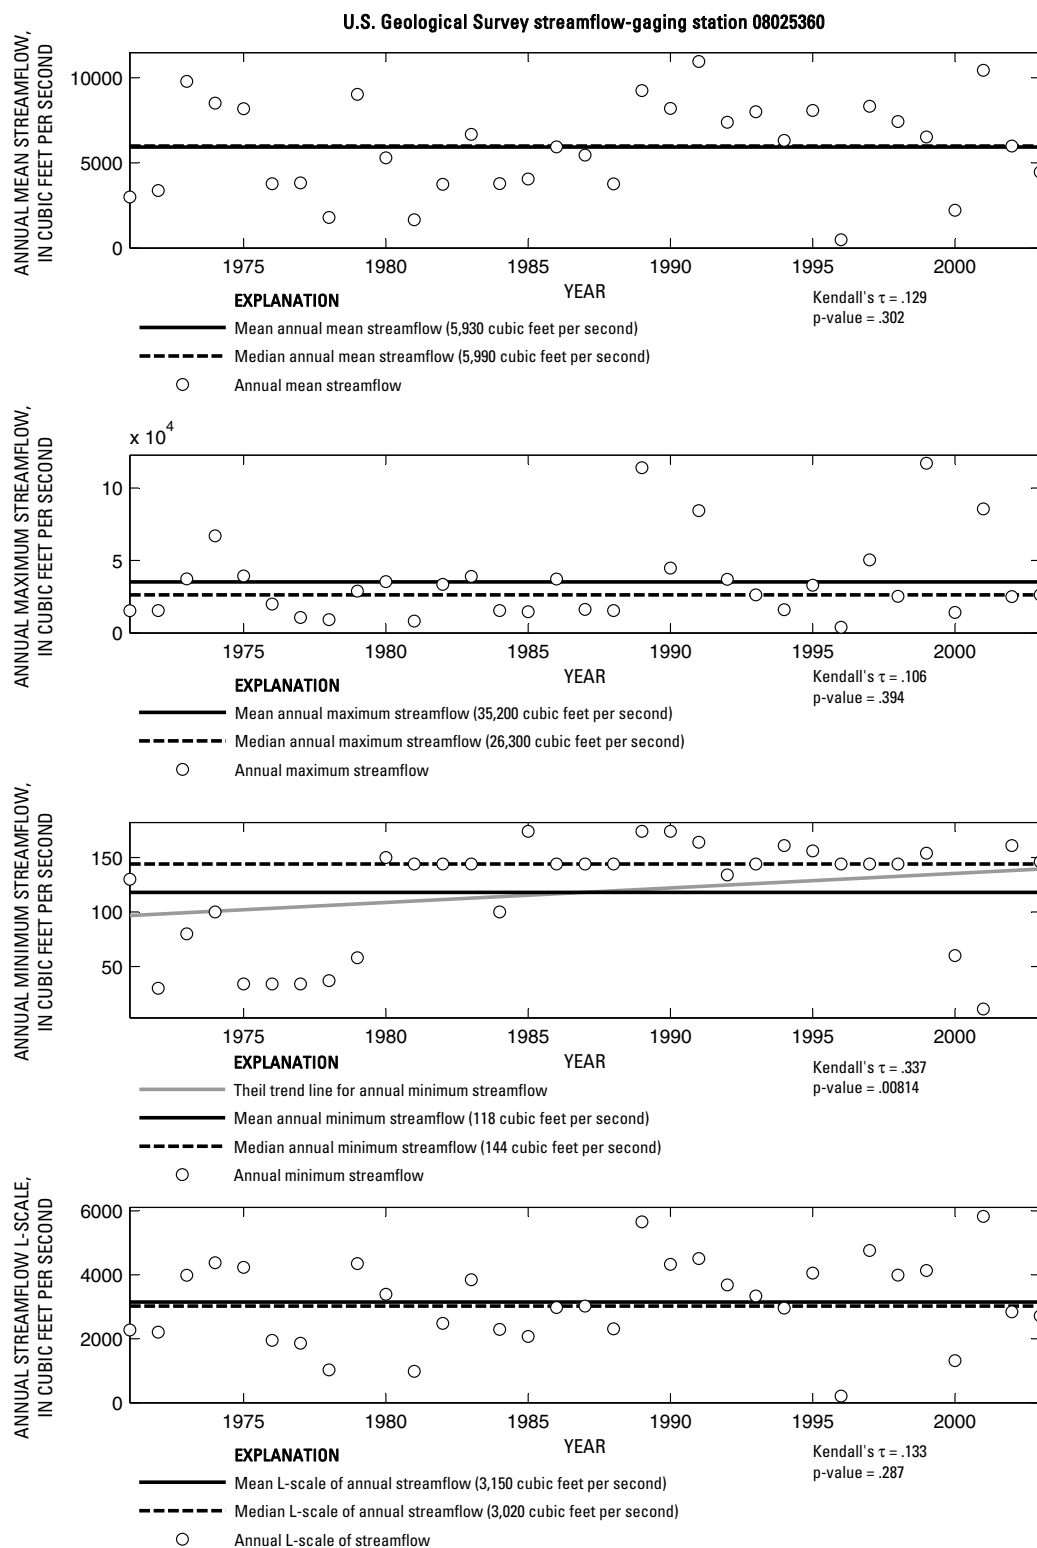 U.S. Geological Survey streamflow-gaging station 08025360
ANNUAL MEAN STREAMFLOW,
IN CUBIC FEET PER SECOND
10000
5000
0
1975 1980 1985 1990 1995 2000
YEAR
Kendall's τ = .129
p-value = .302
EXPLANATION
Mean annual mean streamflow (5,930 cubic feet per second)
Median annual mean streamflow (5,990 cubic feet per second)
Annual mean streamflow
ANNUAL MAXIMUM STREAMFLOW,
IN CUBIC FEET PER SECOND
x 10^4
10
5
0
1975 1980 1985 1990 1995 2000
YEAR
Kendall's τ = .106
p-value = .394
EXPLANATION
Mean annual maximum streamflow (35,200 cubic feet per second)
Median annual maximum streamflow (26,300 cubic feet per second)
Annual maximum streamflow
ANNUAL MINIMUM STREAMFLOW,
IN CUBIC FEET PER SECOND
150
100
50
1975 1980 1985 1990 1995 2000
YEAR
Kendall's τ = .337
p-value = .00814
EXPLANATION
Theil trend line for annual minimum streamflow
Mean annual minimum streamflow (118 cubic feet per second)
Median annual minimum streamflow (144 cubic feet per second)
Annual minimum streamflow
ANNUAL STREAMFLOW L-SCALE,
IN CUBIC FEET PER SECOND
6000
4000
2000
0
1975 1980 1985 1990 1995 2000
YEAR
Kendall's τ = .133
p-value = .287
EXPLANATION
Mean L-scale of annual streamflow (3,150 cubic feet per second)
Median L-scale of annual streamflow (3,020 cubic feet per second)
Annual L-scale of streamflow